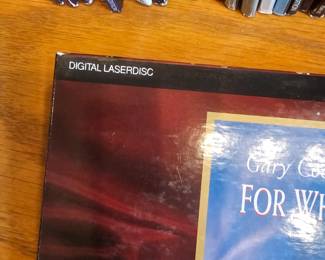 DIGITAL LASERDISC
Gary Coo
FOR WH